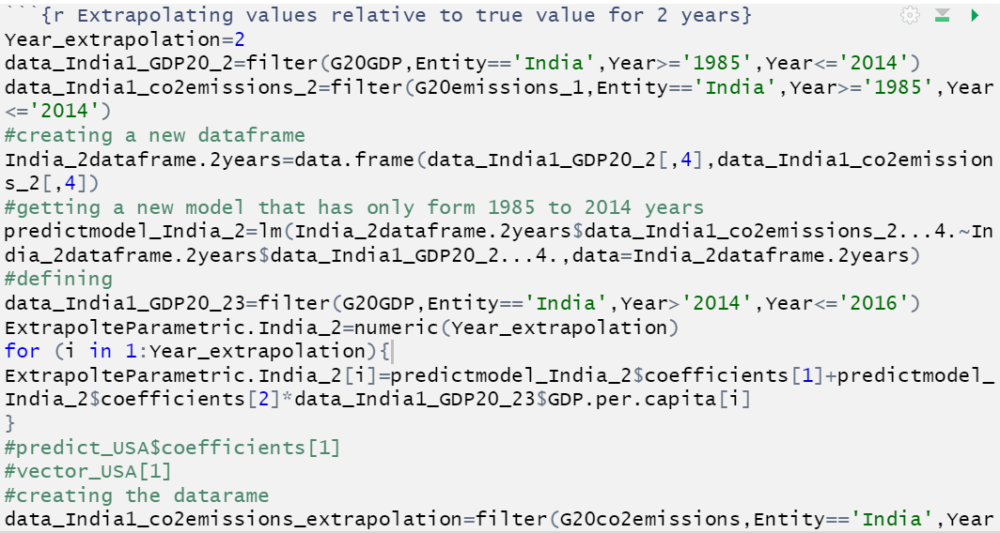 ```{r Extrapolating values relative to true value for 2 years}
Year_extrapolation=2
data_India1_GDP20_2=filter(G20GDP,Entity=='India',Year>='1985',Year<='2014')
data_India1_co2emissions_2=filter(G20emissions_1,Entity=='India',Year>='1985',Year
<='2014')
#creating a new dataframe
India_2dataframe.2years=data.frame(data_India1_GDP20_2[,4],data_India1_co2emission
s_2[,4])
#getting a new model that has only form 1985 to 2014 years
predictmodel_India_2=lm(India_2dataframe.2years$data_India1_co2emissions_2...4.~In
dia_2dataframe.2years$data_India1_GDP20_2...4.,data=India_2dataframe.2years)
#defining
data_India1_GDP20_23=filter(G20GDP,Entity=='India',Year>'2014',Year<='2016')
ExtrapolteParametric.India_2=numeric(Year_extrapolation)
for (i in 1:Year_extrapolation){
ExtrapolteParametric.India_2[i]=predictmodel_India_2$coefficients[1]+predictmodel_
India_2$coefficients[2]*data_India1_GDP20_23$GDP.per.capita[i]
}
#predict_USA$coefficients[1]
#vector_USA[1]
#creating the datarame
data_India1_co2emissions_extrapolation=filter(G20co2emissions,Entity=='India',Year